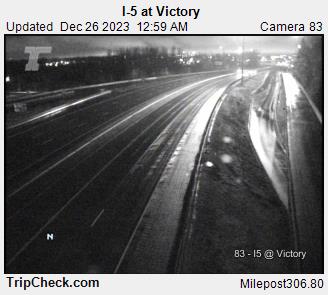 I-5 at Victory
Updated Dec 26 2023 12:59 AM Camera 83
T
N
83 - I5 @ Victory
TripCheck.com Milepost306.80